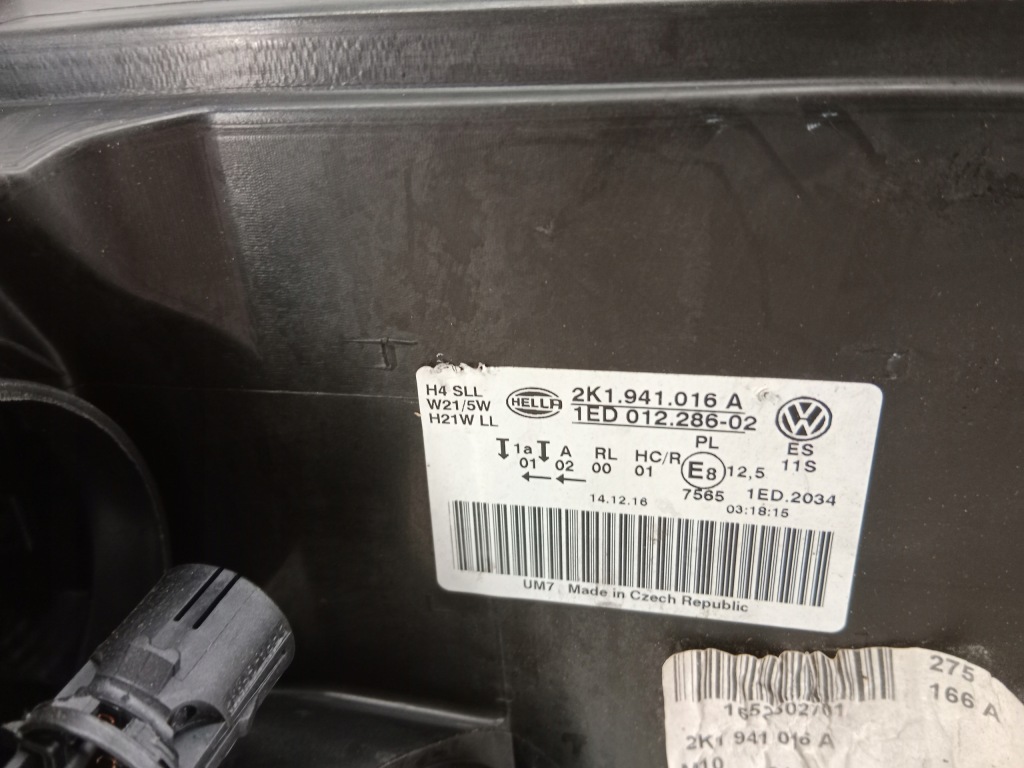 H4 SLL
W21/5W
H21W LL
HELLA
2K1.941.016 A
1ED 012.286-02
PL
ES
11S
1a A RL HC/R E8 12,5
01 02 00 01
14.12.16 7565 1ED.2034
03:18:15
UM7 Made in Czech Republic
275
166 A
2K1 941 016 A